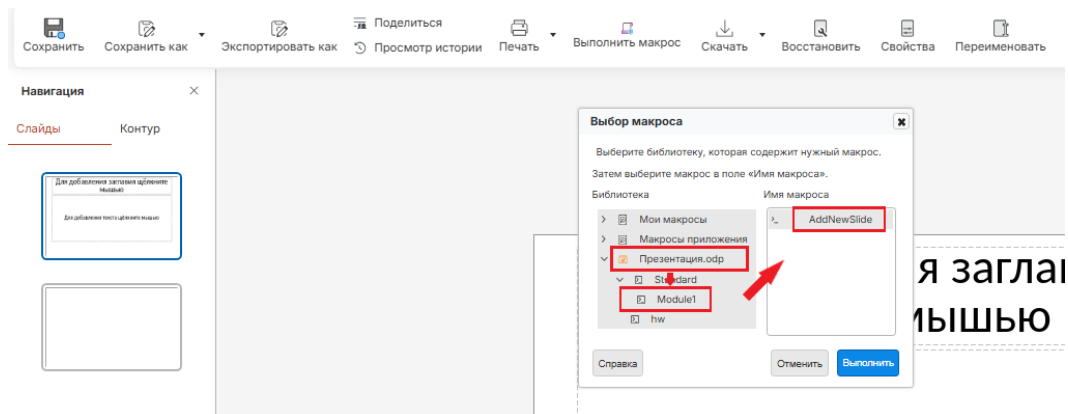 Сохранить
Сохранить как
Экспортировать как
Поделиться
Просмотр истории
Печать
Выполнить макрос
Скачать
Восстановить
Свойства
Переименовать
Навигация
Слайды
Контур
Для добавления заглавия щёлкните
мышью
Для добавления текста щёлкните мышью
Выбор макроса
Выберите библиотеку, которая содержит нужный макрос.
Затем выберите макрос в поле «Имя макроса».
Библиотека
Имя макроса
Мои макросы
Макросы приложения
Презентация.odp
Standard
Module1
hw
AddNewSlide
Справка
Отменить
Выполнить
я загла
мышью